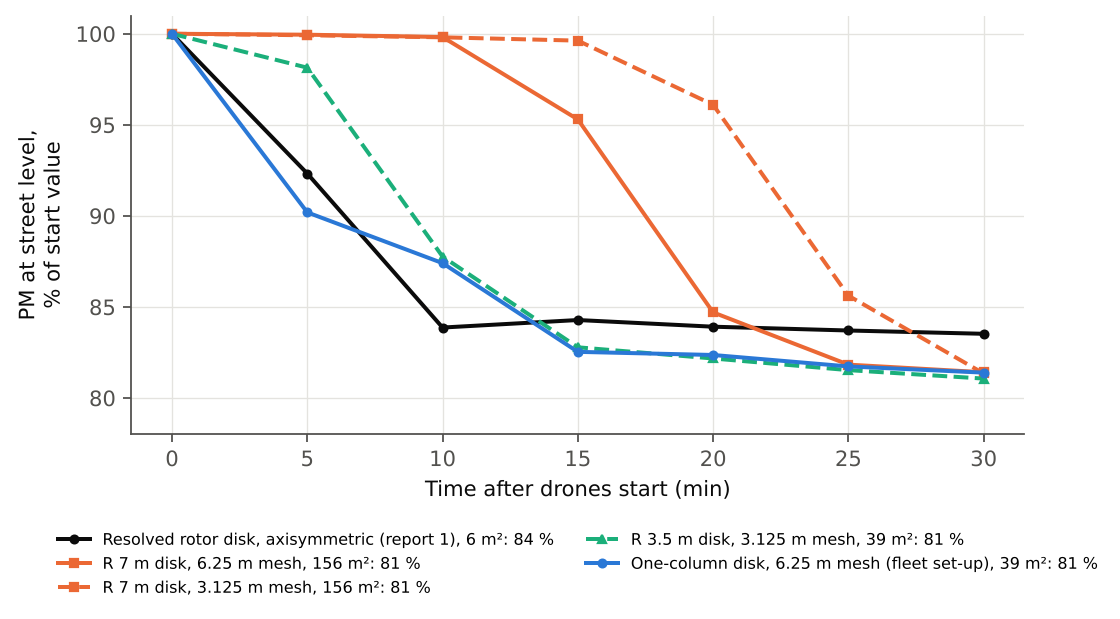 100
95
90
85
80
PM at street level,
% of start value
0 5 10 15 20 25 30
Time after drones start (min)
Resolved rotor disk, axisymmetric (report 1), 6 m²: 84 %
R 7 m disk, 6.25 m mesh, 156 m²: 81 %
R 7 m disk, 3.125 m mesh, 156 m²: 81 %
R 3.5 m disk, 3.125 m mesh, 39 m²: 81 %
One-column disk, 6.25 m mesh (fleet set-up), 39 m²: 81 %